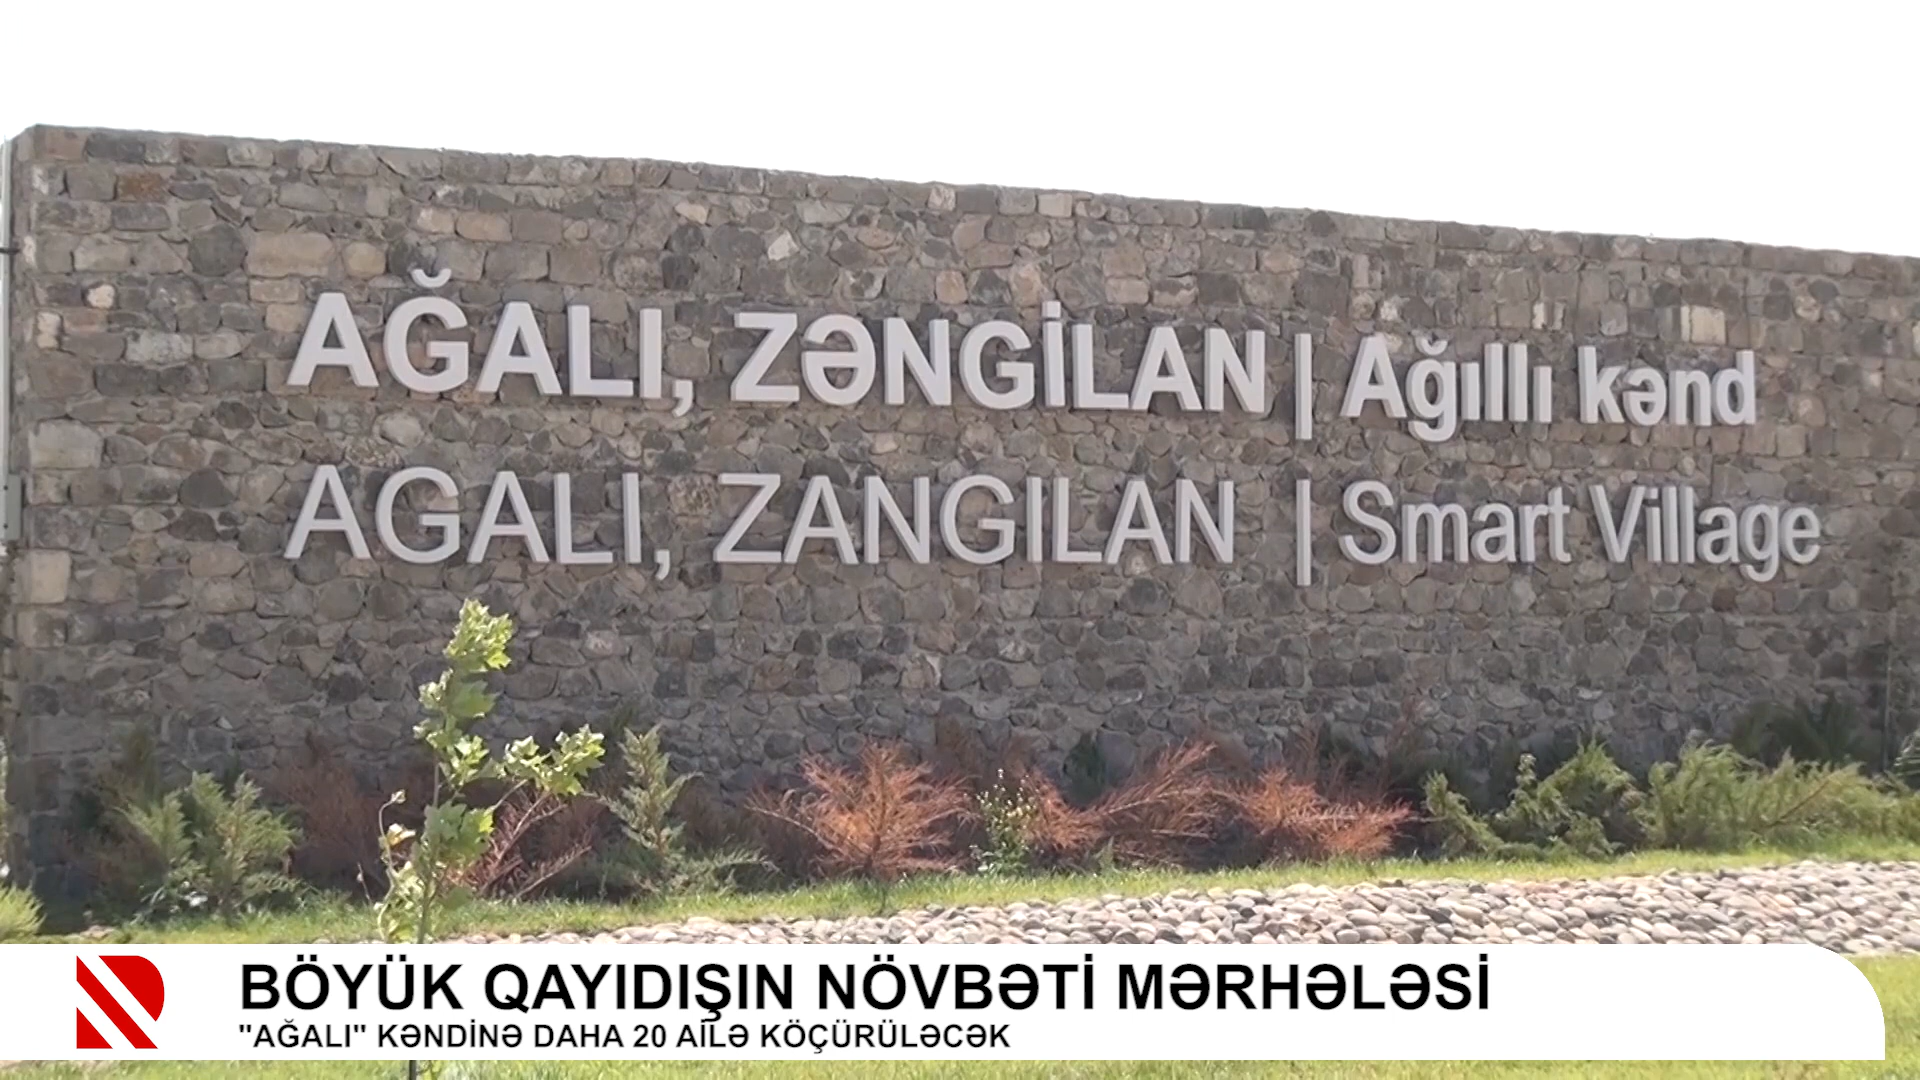 AĞALI, ZƏNGİLAN | Ağıllı kənd
AGALI, ZANGILAN | Smart Village
BÖYÜK QAYIDIŞIN NÖVBƏTİ MƏRHƏLƏSİ
"AĞALI" KƏNDİNƏ DAHA 20 AİLƏ KÖÇÜRÜLƏCƏK